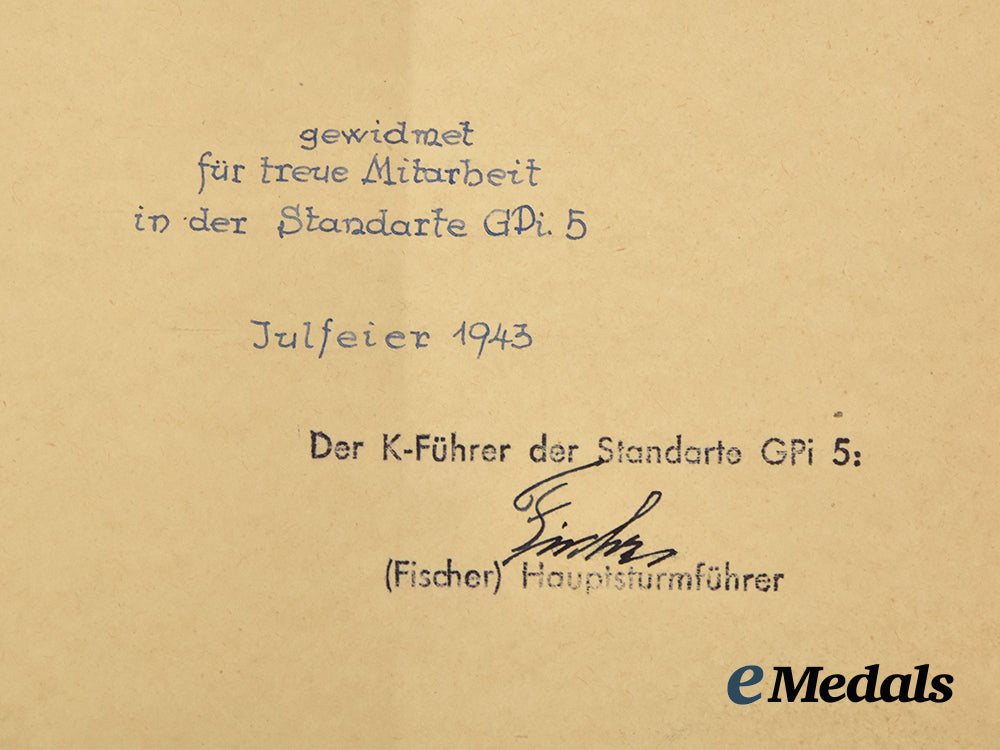 gewidmet
für treue Mitarbeit
in der Standarte GPi. 5
Julfeier 1943
Der K-Führer der Standarte GPi 5:
Fischer
(Fischer) Hauptsturmführer
eMedals